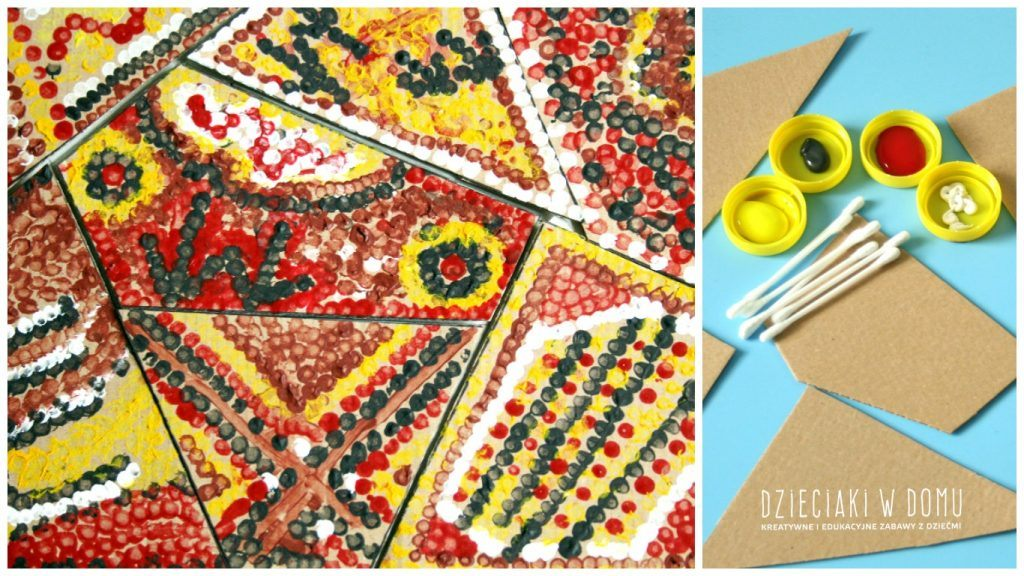 DZIECIAKI W DOMU
KREATYWNE I EDUKACYJNE ZABAWY Z DZIEĆMI